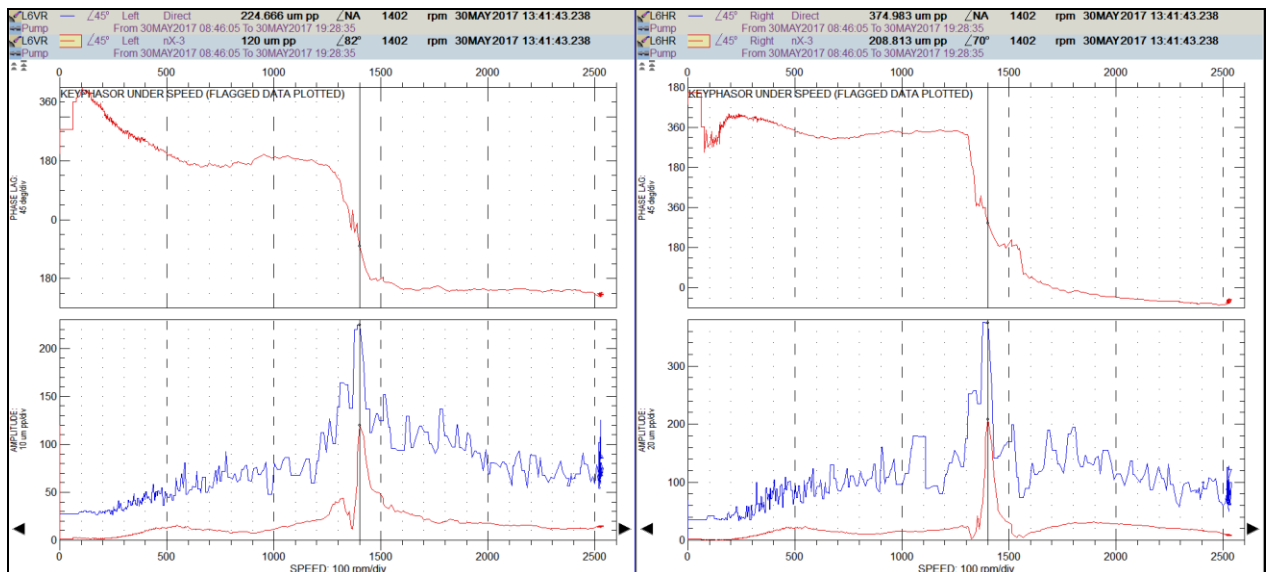 L6VR ∠45° Left Direct 224.666 um pp ∠NA 1402 rpm 30MAY2017 13:41:43.238
Pump From 30MAY2017 08:46:05 To 30MAY2017 19:28:35
L6VR ∠45° Left nX-3 120 um pp ∠82° 1402 rpm 30MAY2017 13:41:43.238
Pump From 30MAY2017 08:46:05 To 30MAY2017 19:28:35
0 500 1000 1500 2000 2500
KEYPHASOR UNDER SPEED (FLAGGED DATA PLOTTED)
360
180
0
180
PHASE LAG:
45 deg/div
200
150
100
50
0
AMPLITUDE:
10 um pp/div
0 500 1000 1500 2000 2500
SPEED: 100 rpm/div
L6HR ∠45° Right Direct 374.983 um pp ∠NA 1402 rpm 30MAY2017 13:41:43.238
Pump From 30MAY2017 08:46:05 To 30MAY2017 19:28:35
L6HR ∠45° Right nX-3 208.813 um pp ∠70° 1402 rpm 30MAY2017 13:41:43.238
Pump From 30MAY2017 08:46:05 To 30MAY2017 19:28:35
0 500 1000 1500 2000 2500
KEYPHASOR UNDER SPEED (FLAGGED DATA PLOTTED)
180
360
180
360
180
0
PHASE LAG:
45 deg/div
300
200
100
0
AMPLITUDE:
20 um pp/div
0 500 1000 1500 2000 2500
SPEED: 100 rpm/div